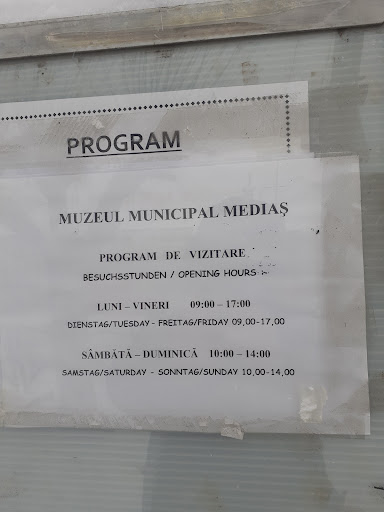 PROGRAM
MUZEUL MUNICIPAL MEDIAŞ
PROGRAM DE VIZITARE
BESUCHSSTUNDEN / OPENING HOURS
LUNI – VINERI 09:00 – 17:00
DIENSTAG/TUESDAY - FREITAG/FRIDAY 09,00-17,00
SÂMBĂTĂ – DUMINICĂ 10:00 – 14:00
SAMSTAG/SATURDAY - SONNTAG/SUNDAY 10,00-14,00